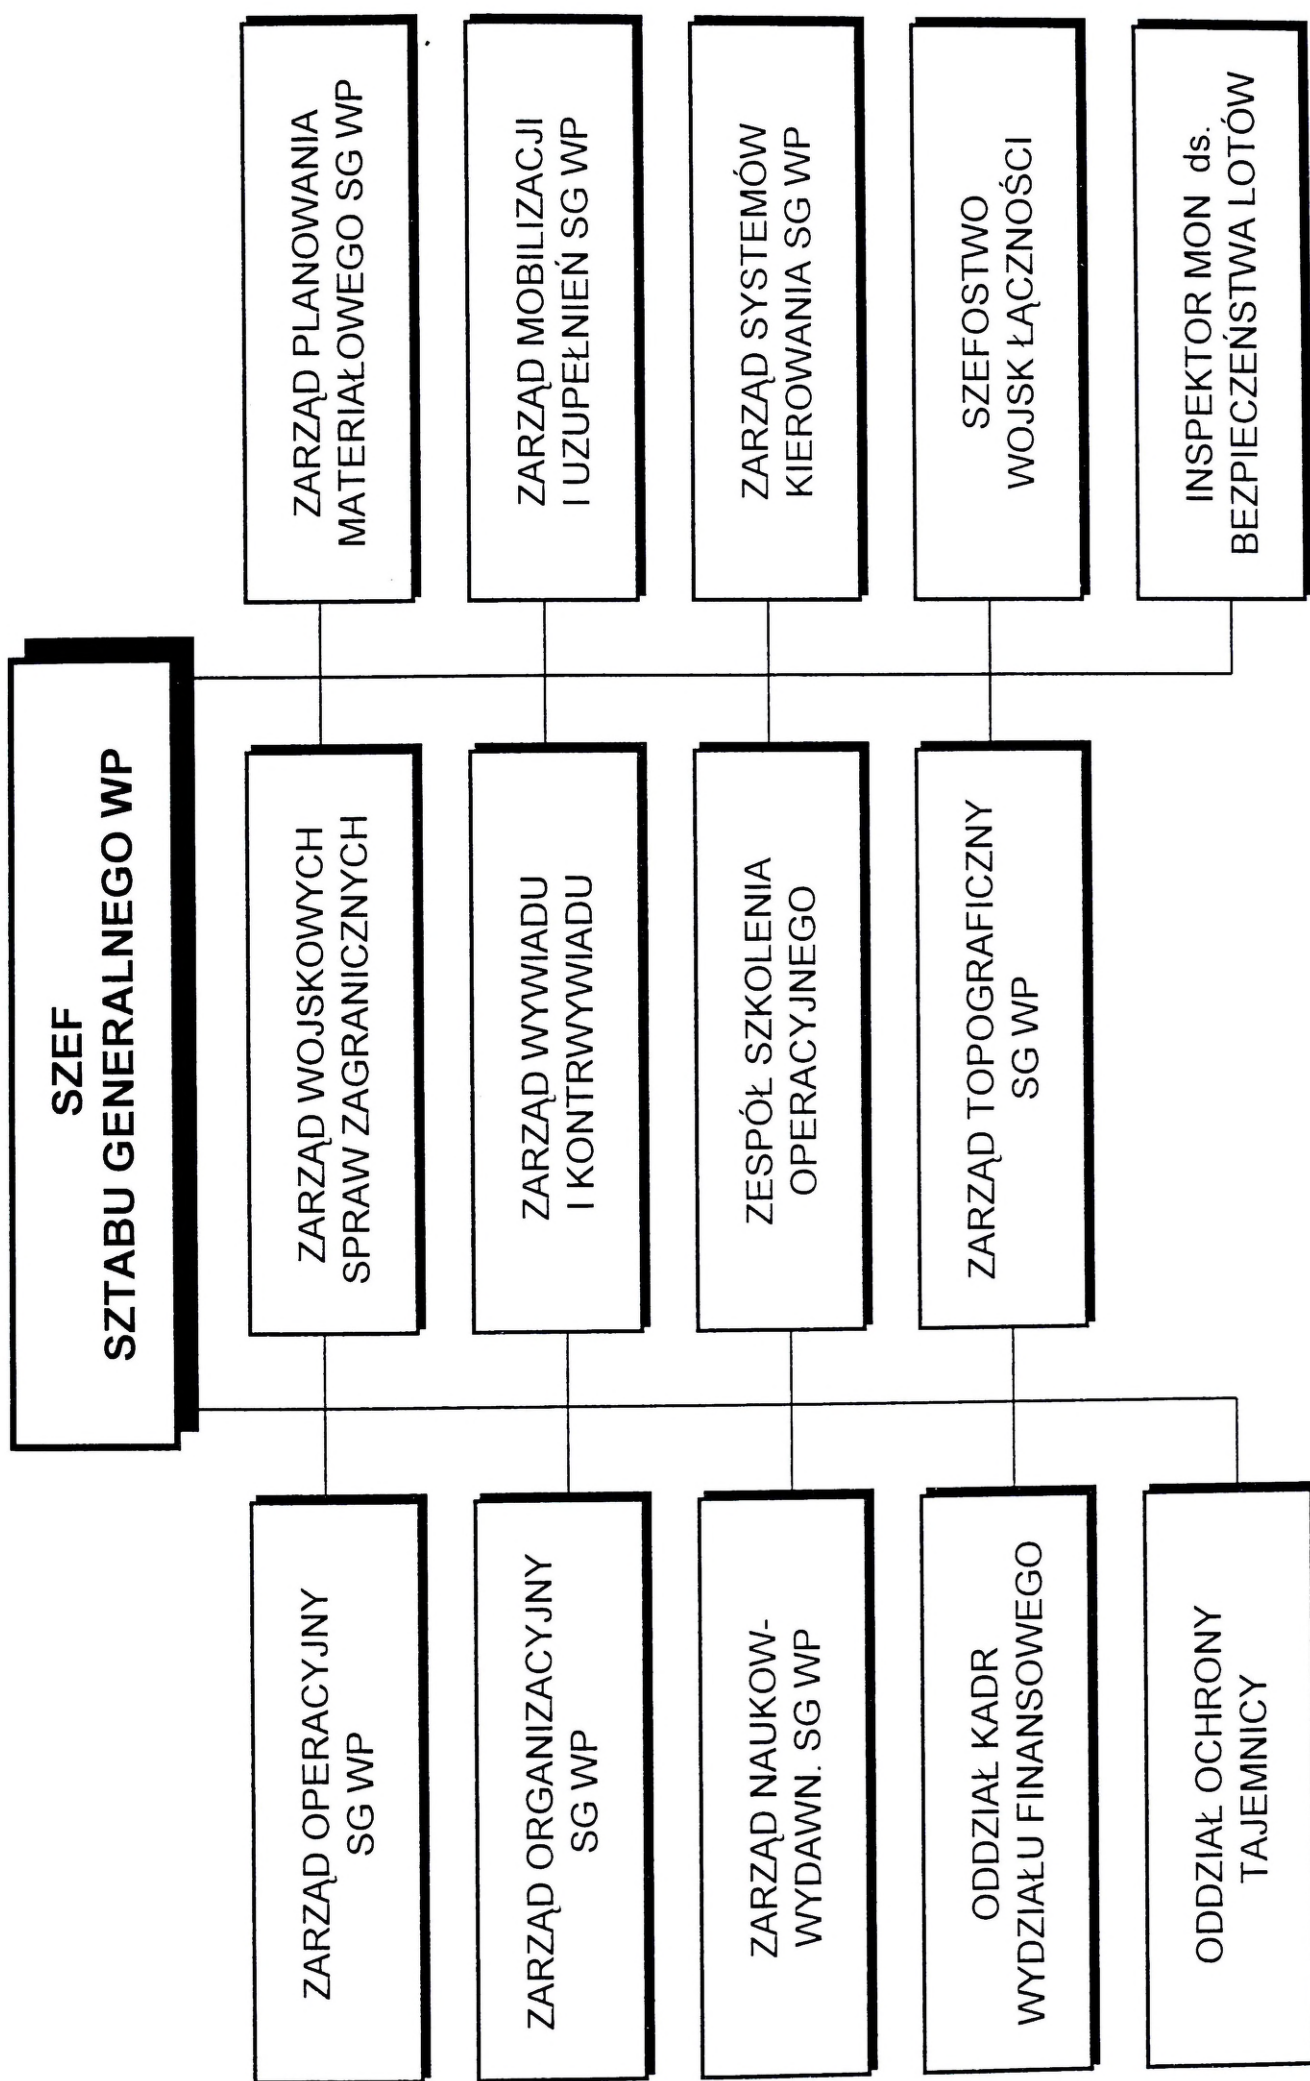 SZEF
SZTABU GENERALNEGO WP
ZARZĄD OPERACYJNY
SG WP
ZARZĄD WOJSKOWYCH
SPRAW ZAGRANICZNYCH
ZARZĄD PLANOWANIA
MATERIAŁOWEGO SG WP
ZARZĄD ORGANIZACYJNY
SG WP
ZARZĄD WYWIADU
I KONTRWYWIADU
ZARZĄD MOBILIZACJI
I UZUPEŁNIEŃ SG WP
ZARZĄD NAUKOW-
WYDAWN. SG WP
ZESPÓŁ SZKOLENIA
OPERACYJNEGO
ZARZĄD SYSTEMÓW
KIEROWANIA SG WP
ODDZIAŁ KADR
WYDZIAŁU FINANSOWEGO
ZARZĄD TOPOGRAFICZNY
SG WP
SZEFOSTWO
WOJSK ŁĄCZNOŚCI
ODDZIAŁ OCHRONY
TAJEMNICY
INSPEKTOR MON ds.
BEZPIECZEŃSTWA LOTÓW